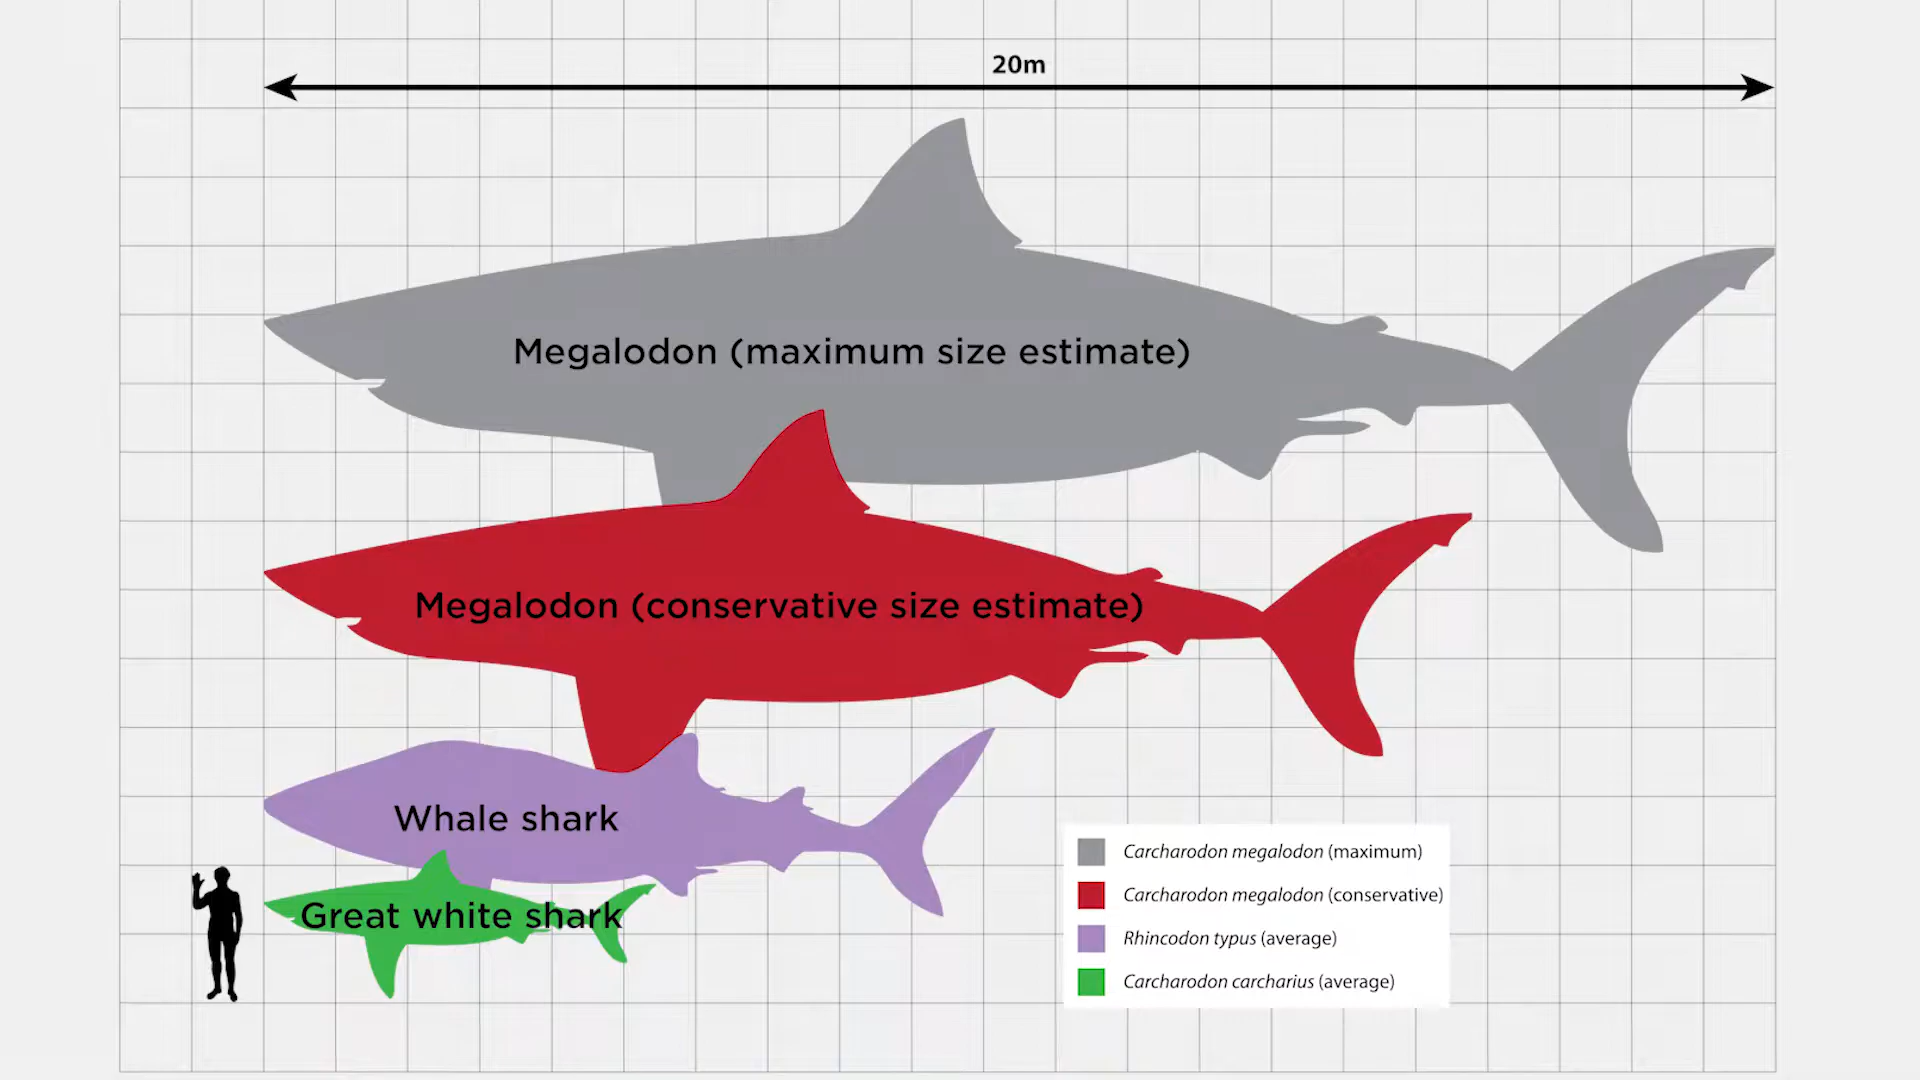 20m
Megalodon (maximum size estimate)
Megalodon (conservative size estimate)
Whale shark
Great white shark
Carcharodon megalodon (maximum)
Carcharodon megalodon (conservative)
Rhincodon typus (average)
Carcharodon carcharius (average)